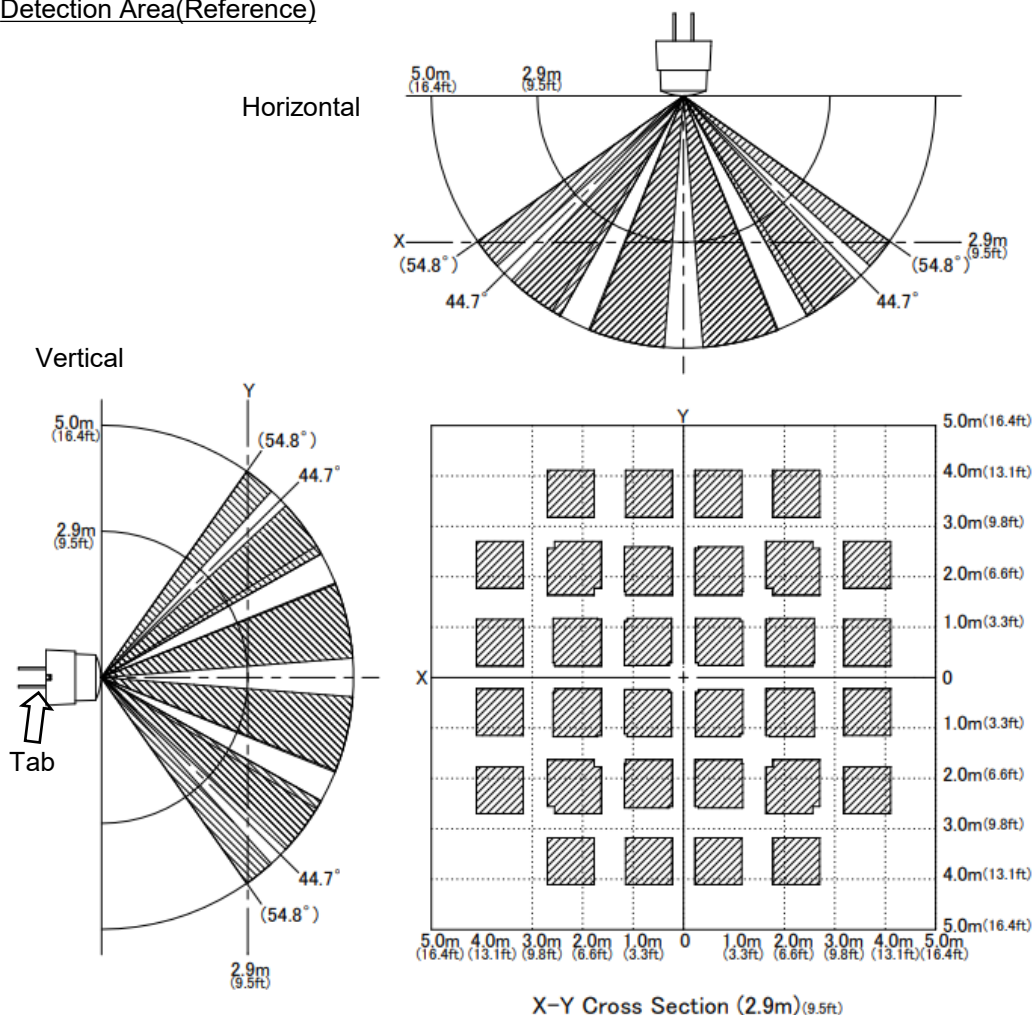 Detection Area(Reference)
Horizontal
5.0m
(16.4ft)
2.9m
(9.5ft)
X
2.9m
(9.5ft)
(54.8°)
(54.8°)
44.7°
44.7°
Vertical
Y
5.0m
(16.4ft)
(54.8°)
44.7°
2.9m
(9.5ft)
Tab
44.7°
(54.8°)
2.9m
(9.5ft)
Y
5.0m(16.4ft)
4.0m(13.1ft)
3.0m(9.8ft)
2.0m(6.6ft)
1.0m(3.3ft)
X
0
1.0m(3.3ft)
2.0m(6.6ft)
3.0m(9.8ft)
4.0m(13.1ft)
5.0m(16.4ft)
5.0m 4.0m 3.0m 2.0m 1.0m 0 1.0m 2.0m 3.0m 4.0m 5.0m
(16.4ft) (13.1ft) (9.8ft) (6.6ft) (3.3ft) (3.3ft) (6.6ft) (9.8ft) (13.1ft)(16.4ft)
X-Y Cross Section (2.9m)(9.5ft)